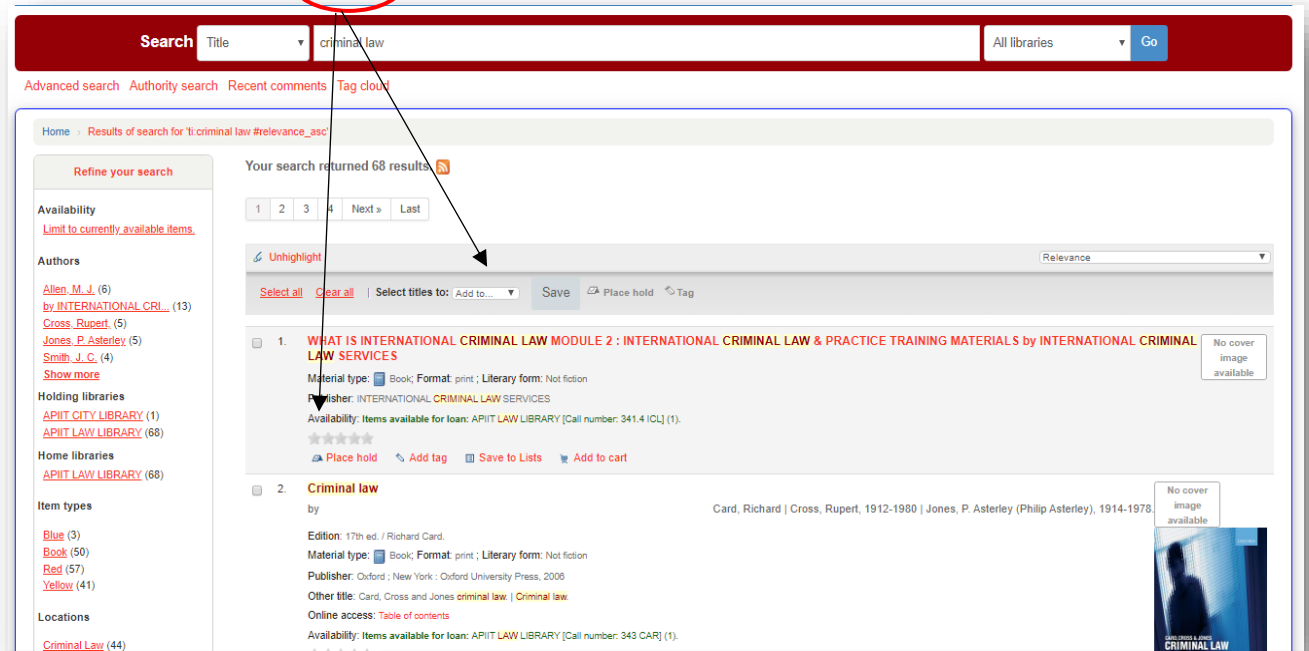 Search Title criminal law All libraries Go
Advanced search Authority search Recent comments Tag cloud
Home › Results of search for 'ti:criminal law #relevance_asc'
Refine your search
Availability
Limit to currently available items.
Authors
Allen, M. J. (6)
by INTERNATIONAL CRI... (13)
Cross, Rupert, (5)
Jones, P. Asterley (5)
Smith, J. C. (4)
Show more
Holding libraries
APIIT CITY LIBRARY (1)
APIIT LAW LIBRARY (68)
Home libraries
APIIT LAW LIBRARY (68)
Item types
Blue (3)
Book (50)
Red (57)
Yellow (41)
Locations
Criminal Law (44)
Your search returned 68 results.
1 2 3 4 Next » Last
Unhighlight Relevance
Select all Clear all | Select titles to: Add to... Save Place hold Tag
1. WHAT IS INTERNATIONAL CRIMINAL LAW MODULE 2 : INTERNATIONAL CRIMINAL LAW & PRACTICE TRAINING MATERIALS by INTERNATIONAL CRIMINAL
LAW SERVICES
No cover
image
available
Material type: Book; Format: print ; Literary form: Not fiction
Publisher: INTERNATIONAL CRIMINAL LAW SERVICES
Availability: Items available for loan: APIIT LAW LIBRARY [Call number: 341.4 ICL] (1).
Place hold Add tag Save to Lists Add to cart
2. Criminal law
by Card, Richard | Cross, Rupert, 1912-1980 | Jones, P. Asterley (Philip Asterley), 1914-1978.
No cover
image
available
Edition: 17th ed. / Richard Card.
Material type: Book; Format: print ; Literary form: Not fiction
Publisher: Oxford ; New York : Oxford University Press, 2006
Other title: Card, Cross and Jones criminal law. | Criminal law.
Online access: Table of contents
Availability: Items available for loan: APIIT LAW LIBRARY [Call number: 343 CAR] (1).
CARD, CROSS & JONES
CRIMINAL LAW